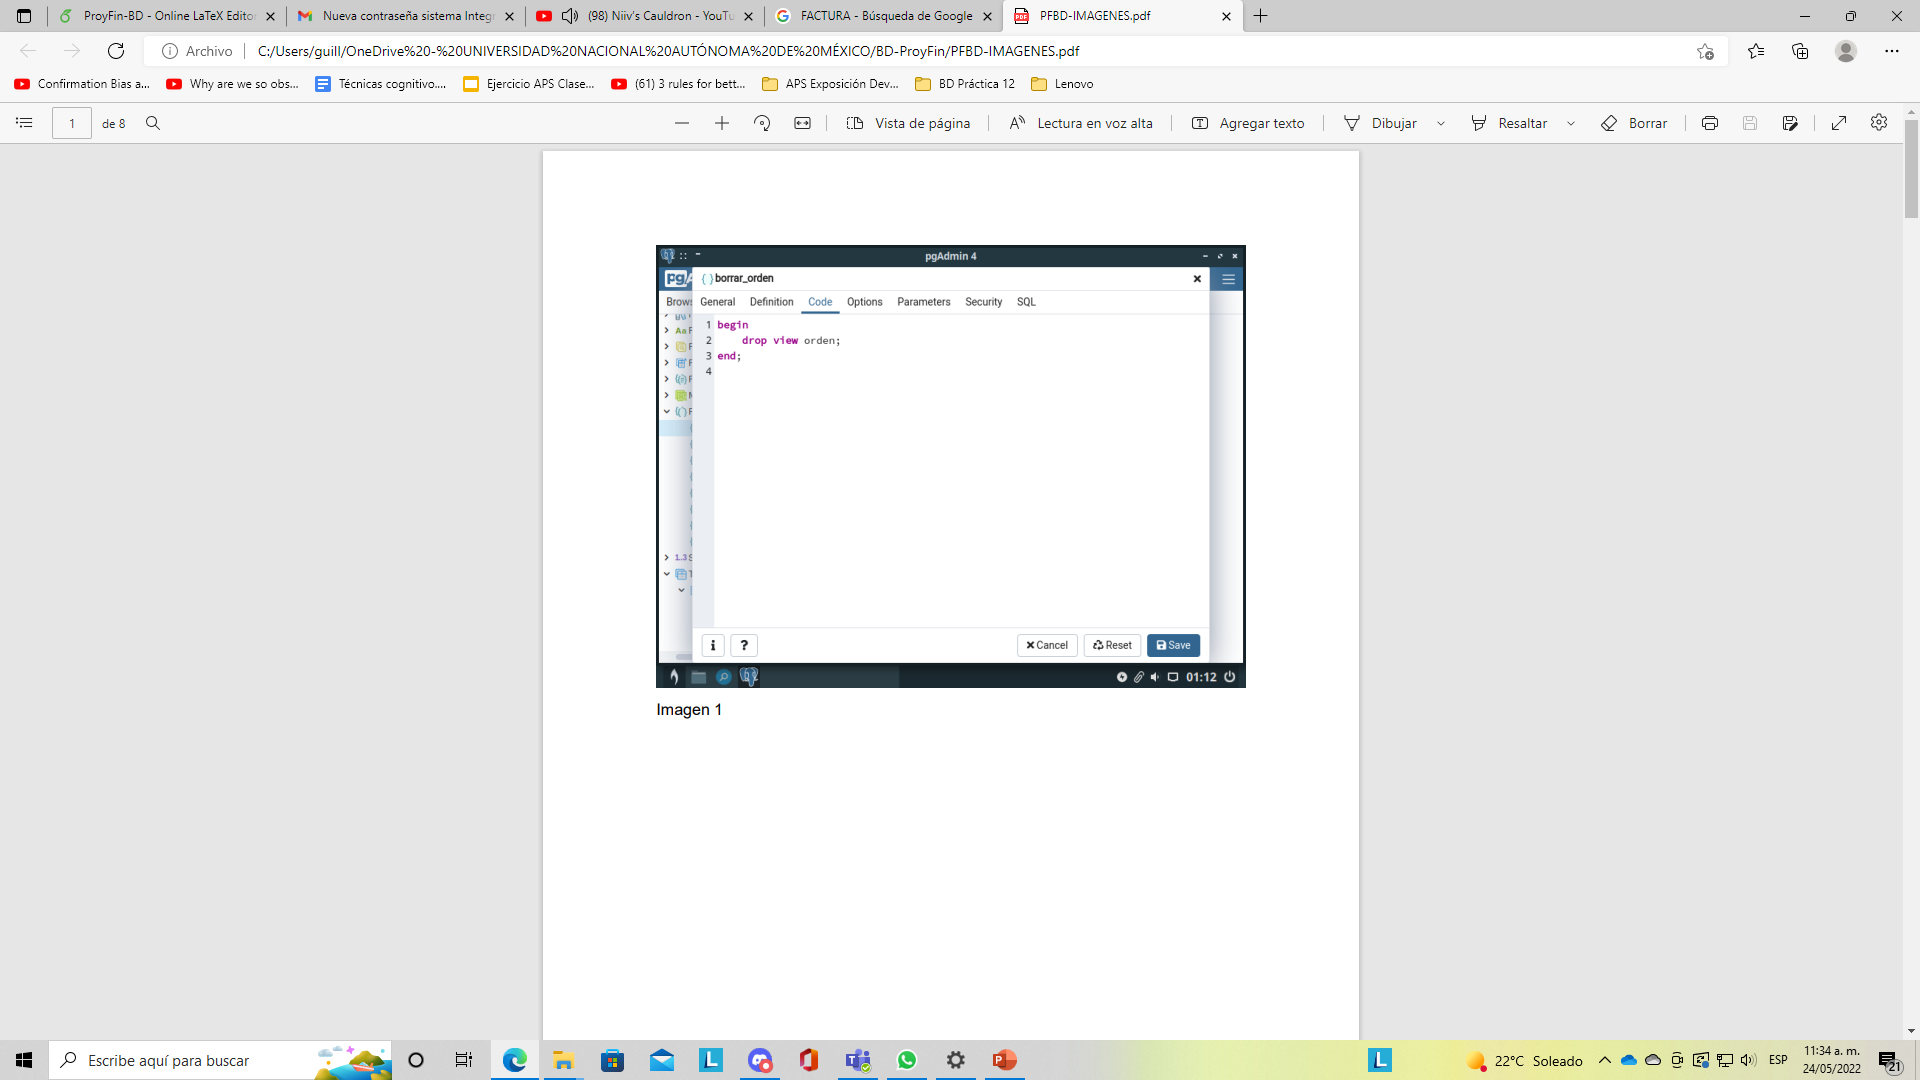 ProyFin-BD - Online LaTeX Editor
Nueva contraseña sistema Integ
(98) Niiv's Cauldron - YouTu
FACTURA - Búsqueda de Google
PFBD-IMAGENES.pdf
Archivo
C:/Users/guill/OneDrive%20-%20UNIVERSIDAD%20NACIONAL%20AUTÓNOMA%20DE%20MÉXICO/BD-ProyFin/PFBD-IMAGENES.pdf
Confirmation Bias a...
Why are we so obs...
Técnicas cognitivo....
Ejercicio APS Clase...
(61) 3 rules for bett...
APS Exposición Dev...
BD Práctica 12
Lenovo
1 de 8
Vista de página
Lectura en voz alta
Agregar texto
Dibujar
Resaltar
Borrar
pgAdmin 4
pgA
{ } borrar_orden
Brows
General Definition Code Options Parameters Security SQL
1 begin
2 drop view orden;
3 end;
4
Aa F
1.3 S
i ?
Cancel
Reset
Save
01:12
Imagen 1
Escribe aquí para buscar
L
L
22°C Soleado
ESP
11:34 a. m.
24/05/2022
21